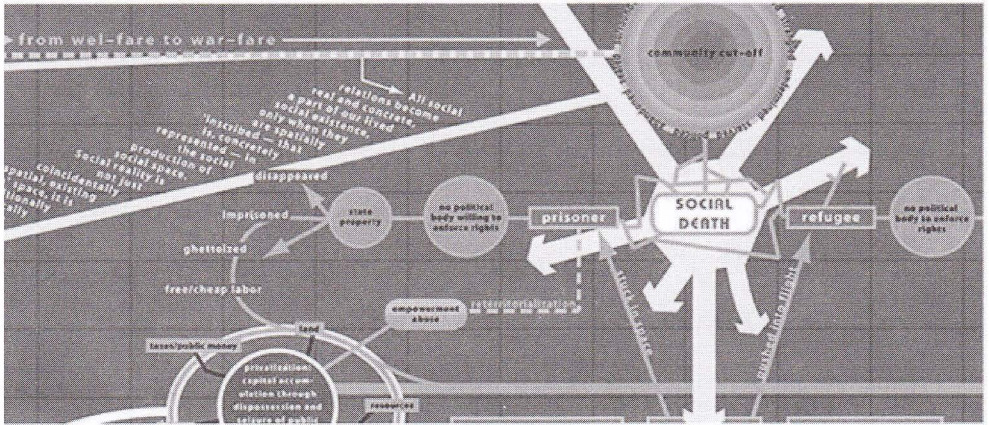 from wel-fare to war-fare
community cut-off
All social
relations become
real and concrete,
a part of our lived
social existence,
only when they
are spatially
'inscribed — that
is, concretely
represented — in
the social
production of
social space.
Social reality is
not just
coincidentally
spatial, existing
space, it is
disappeared
imprisoned
ghettoized
free/cheap labor
state
property
no political
body willing to
enforce rights
prisoner
SOCIAL
DEATH
refugee
no political
body to enforce
rights
stuck in space
pushed into flight
reterritorialization
empowerment
abuse
land
taxes/public money
privatization:
capital accum-
ulation through
dispossession and
seizure of public
resources